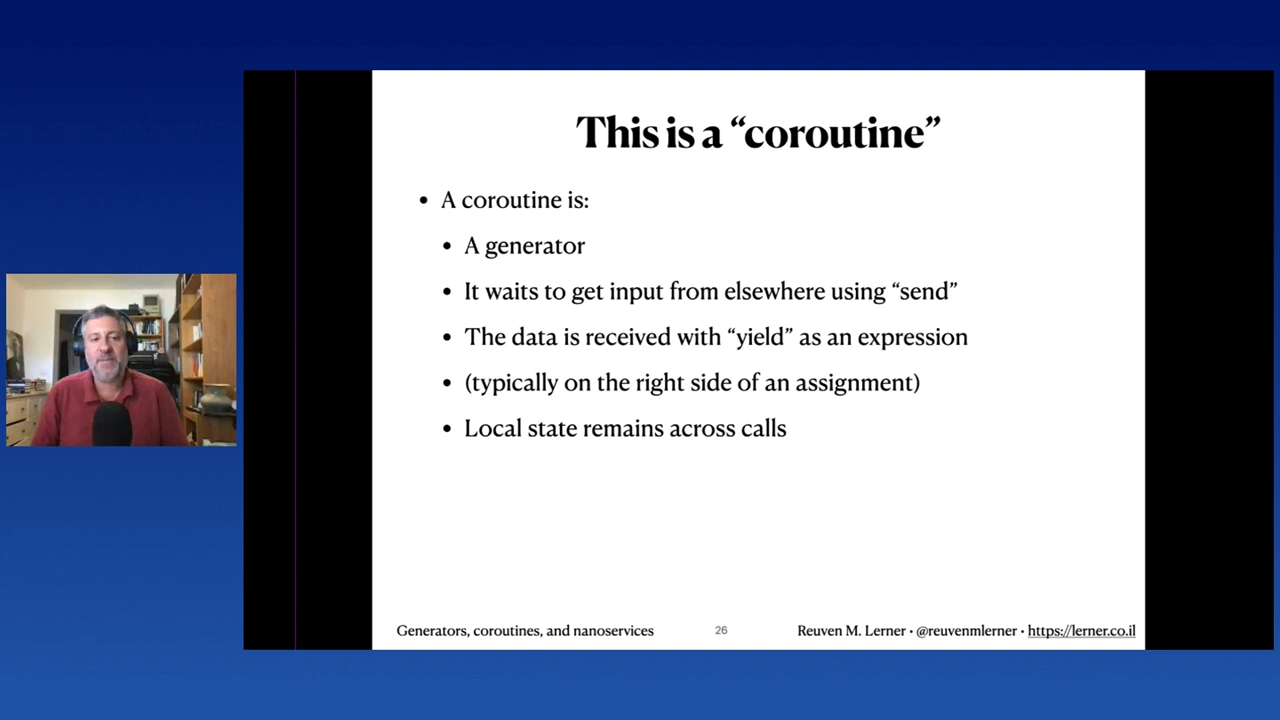 This is a “coroutine”
• A coroutine is:
• A generator
• It waits to get input from elsewhere using “send”
• The data is received with “yield” as an expression
• (typically on the right side of an assignment)
• Local state remains across calls
Generators, coroutines, and nanoservices
26
Reuven M. Lerner • @reuvenmlerner • https://lerner.co.il